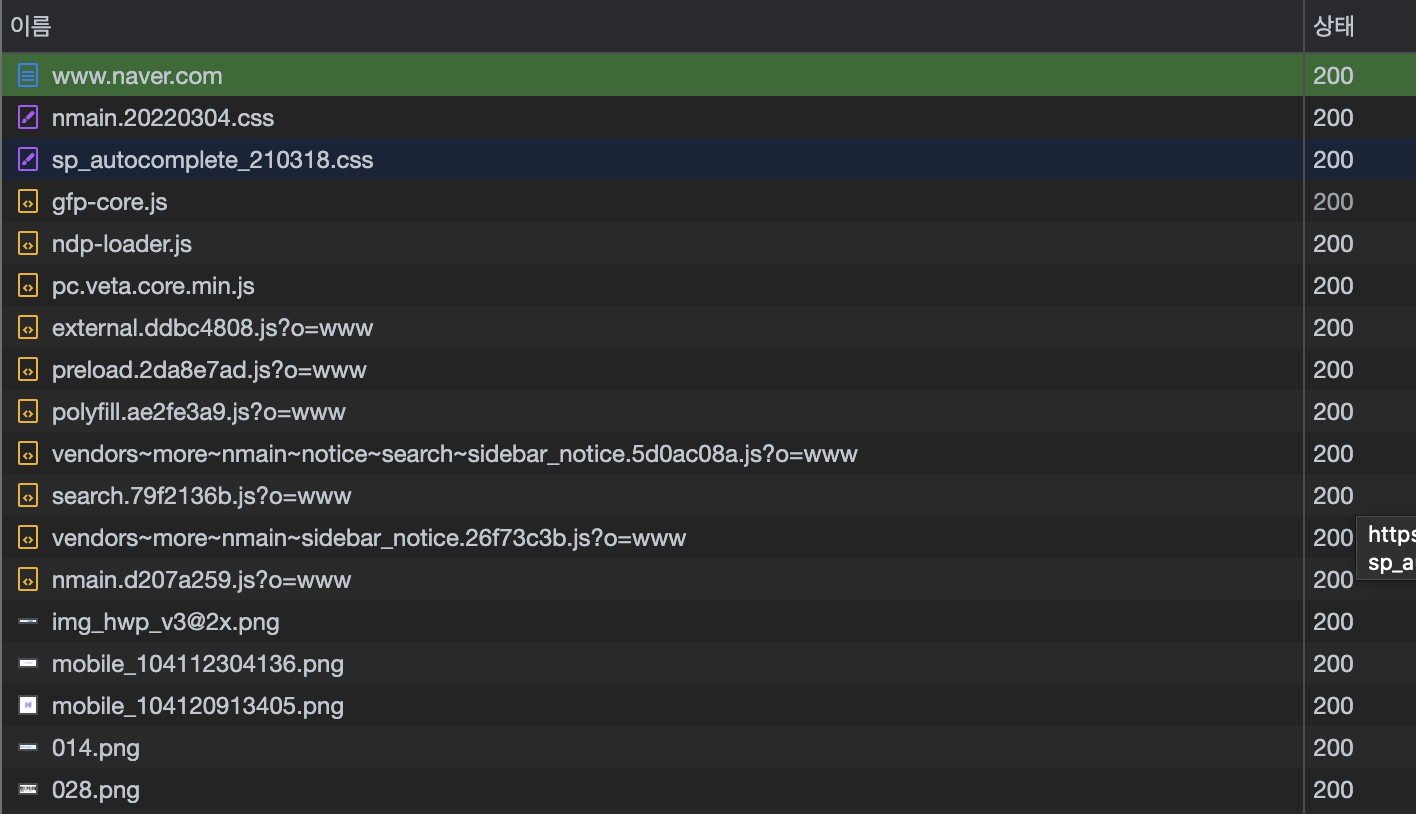 이름 상태
www.naver.com 200
nmain.20220304.css 200
sp_autocomplete_210318.css 200
gfp-core.js 200
ndp-loader.js 200
pc.veta.core.min.js 200
external.ddbc4808.js?o=www 200
preload.2da8e7ad.js?o=www 200
polyfill.ae2fe3a9.js?o=www 200
vendors~more~nmain~notice~search~sidebar_notice.5d0ac08a.js?o=www 200
search.79f2136b.js?o=www 200
vendors~more~nmain~sidebar_notice.26f73c3b.js?o=www 200
https
nmain.d207a259.js?o=www 200
sp_a
img_hwp_v3@2x.png 200
mobile_104112304136.png 200
mobile_104120913405.png 200
014.png 200
028.png 200